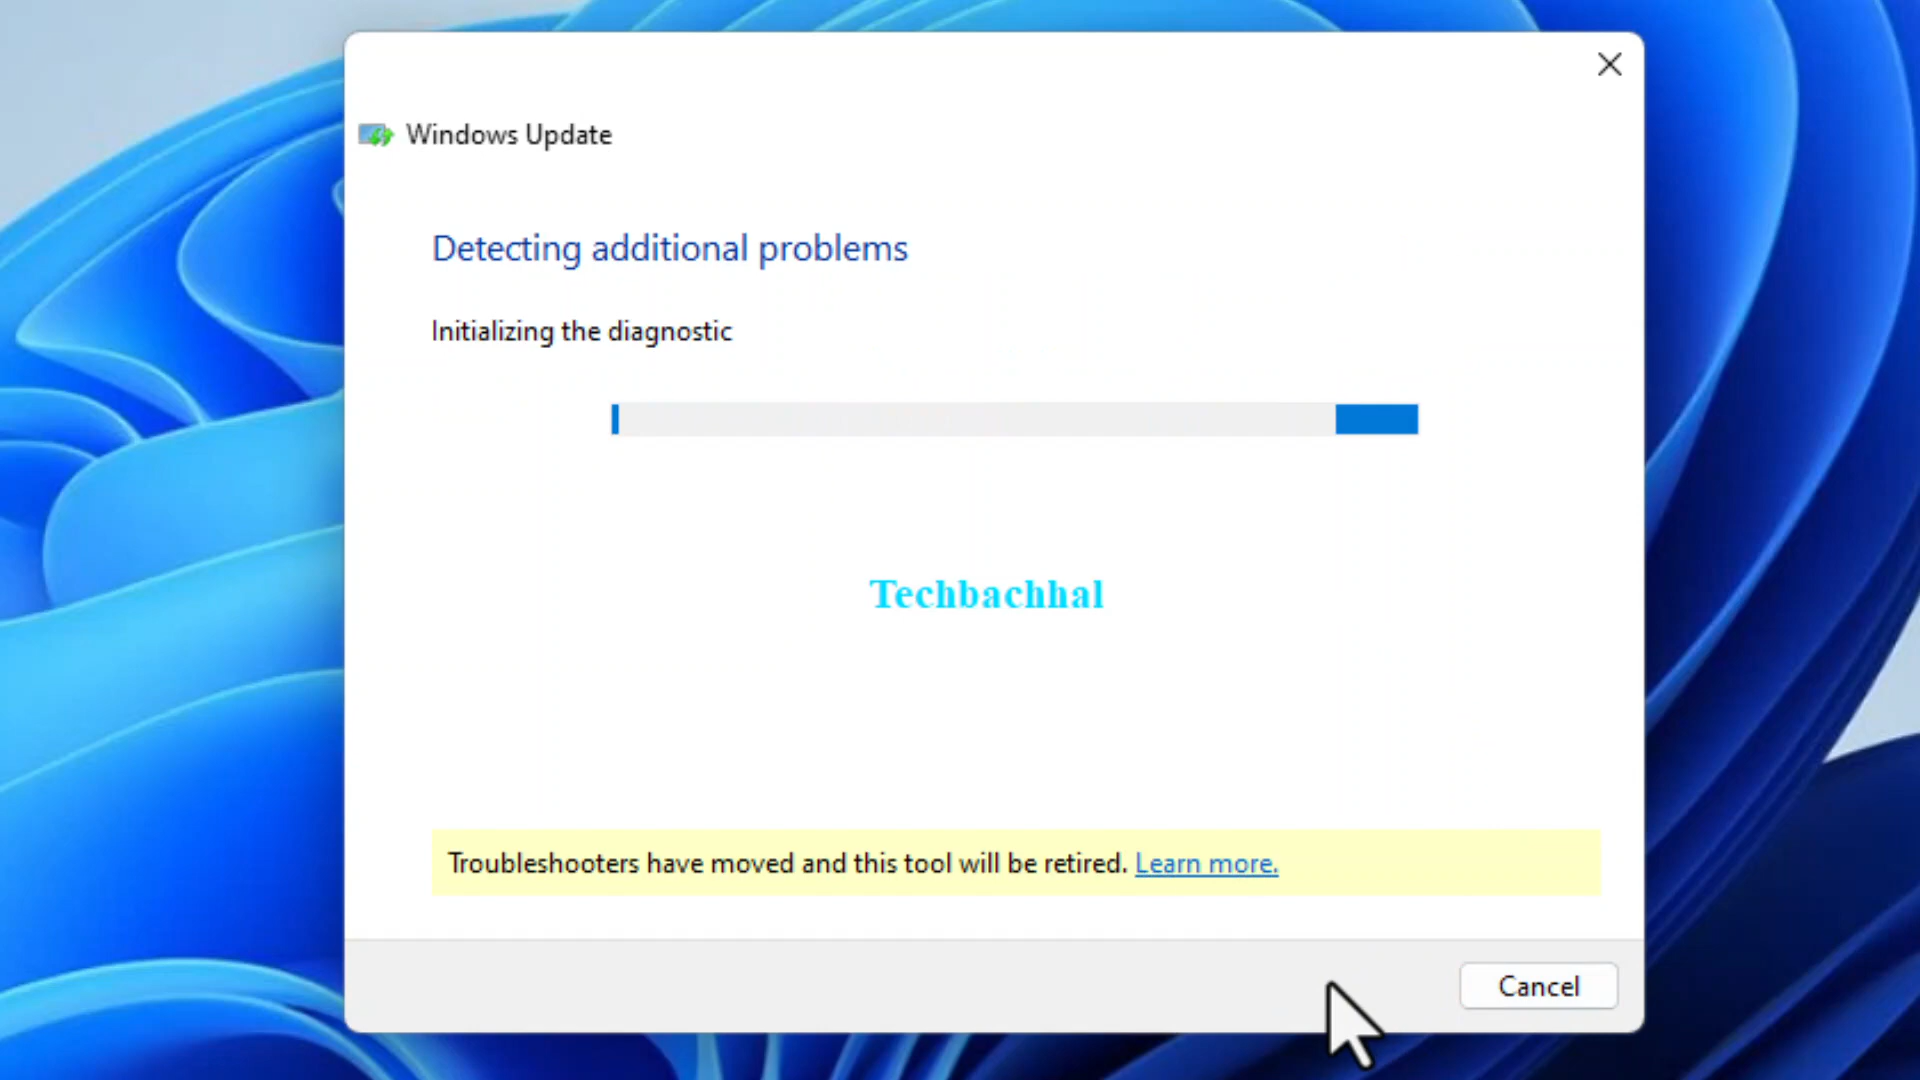 Windows Update
Detecting additional problems
Initializing the diagnostic
Techbachhal
Troubleshooters have moved and this tool will be retired. Learn more.
Cancel